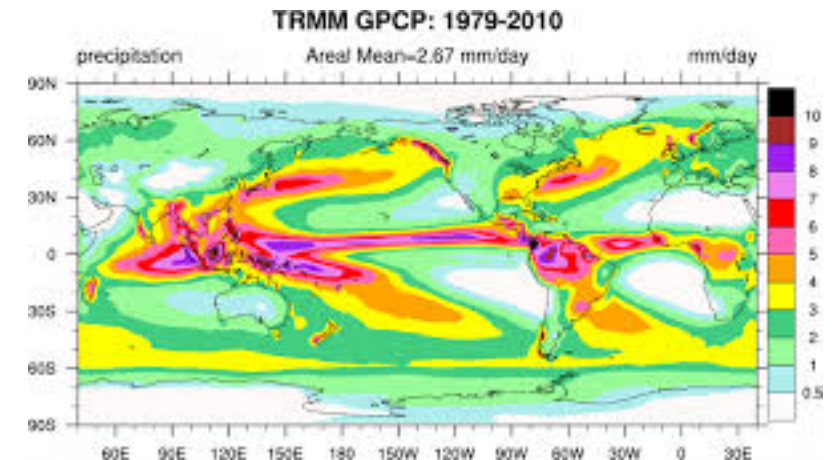 TRMM GPCP: 1979-2010
precipitation Areal Mean=2.67 mm/day mm/day
90N
60N
30N
0
30S
60S
90S
60E 90E 120E 150E 180 150W 120W 90W 60W 30W 0 30E
10
9
8
7
6
5
4
3
2
1
0.5